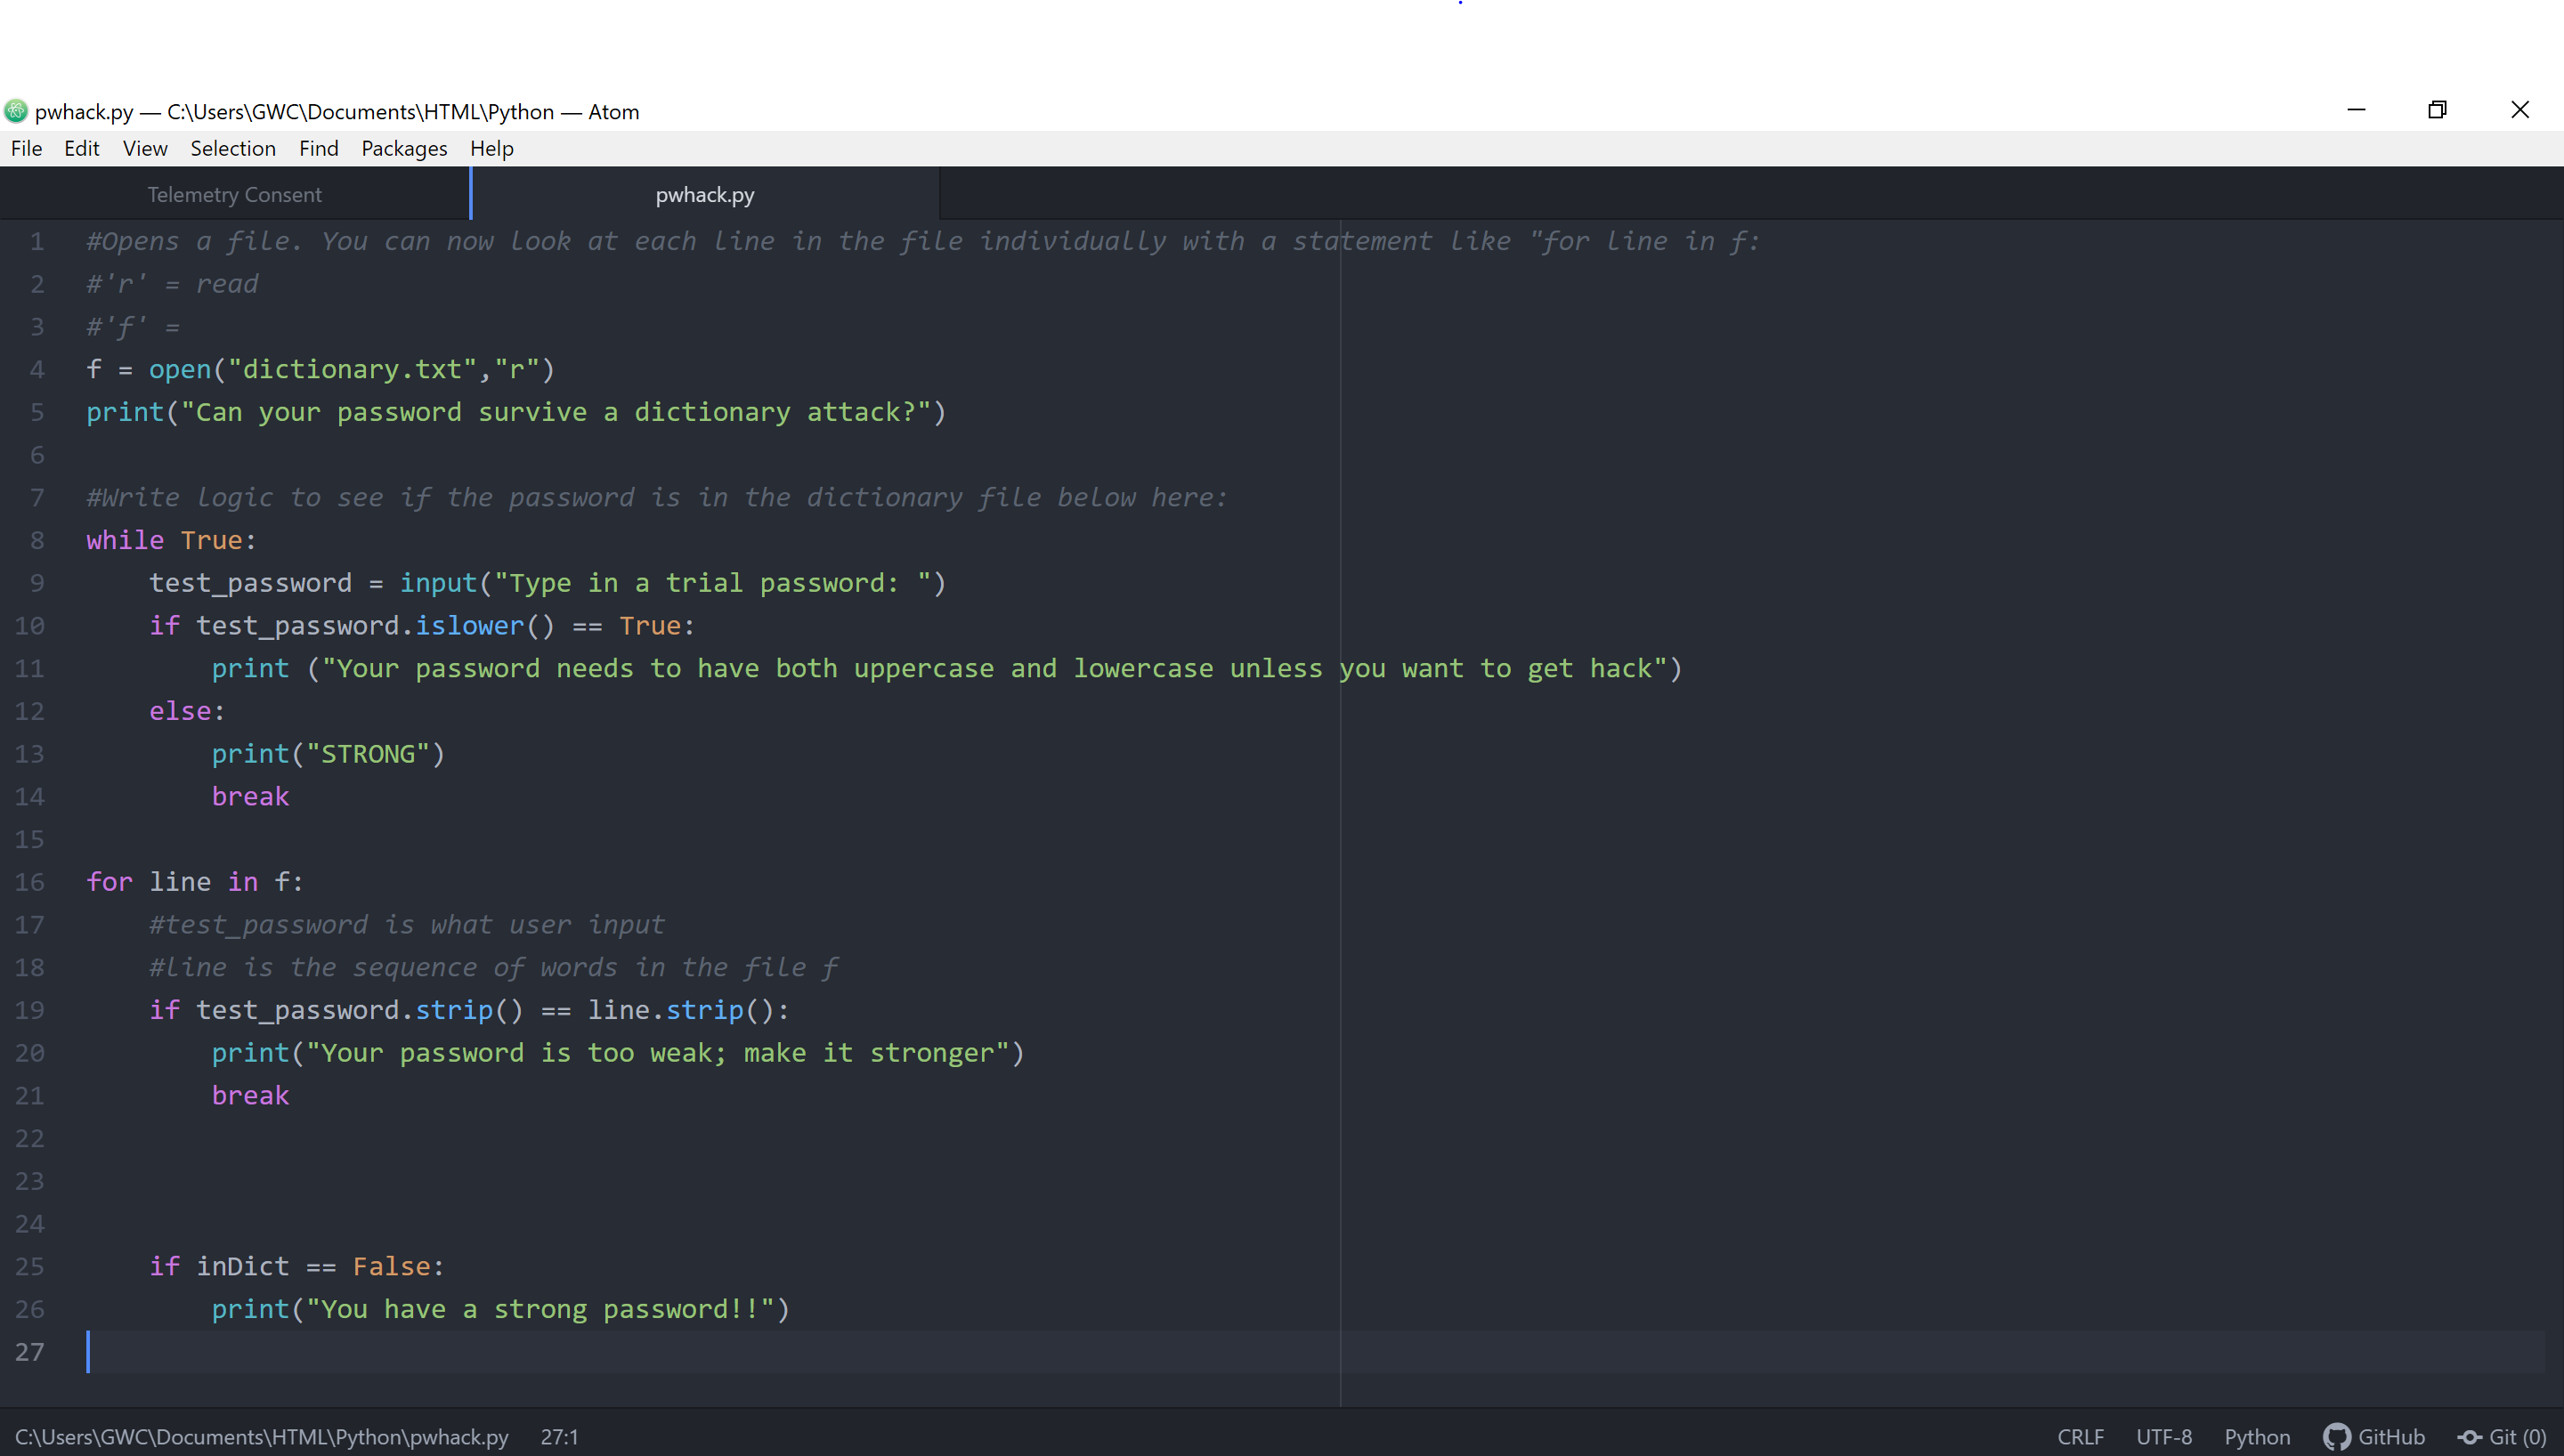 pwhack.py — C:\Users\GWC\Documents\HTML\Python — Atom
File Edit View Selection Find Packages Help
Telemetry Consent pwhack.py
1 #Opens a file. You can now look at each line in the file individually with a statement like "for line in f:
2 #'r' = read
3 #'f' =
4 f = open("dictionary.txt","r")
5 print("Can your password survive a dictionary attack?")
6
7 #Write logic to see if the password is in the dictionary file below here:
8 while True:
9     test_password = input("Type in a trial password: ")
10     if test_password.islower() == True:
11         print ("Your password needs to have both uppercase and lowercase unless you want to get hack")
12     else:
13         print("STRONG")
14         break
15
16 for line in f:
17     #test_password is what user input
18     #line is the sequence of words in the file f
19     if test_password.strip() == line.strip():
20         print("Your password is too weak; make it stronger")
21         break
22
23
24
25     if inDict == False:
26         print("You have a strong password!!")
27
C:\Users\GWC\Documents\HTML\Python\pwhack.py 27:1 CRLF UTF-8 Python GitHub Git (0)